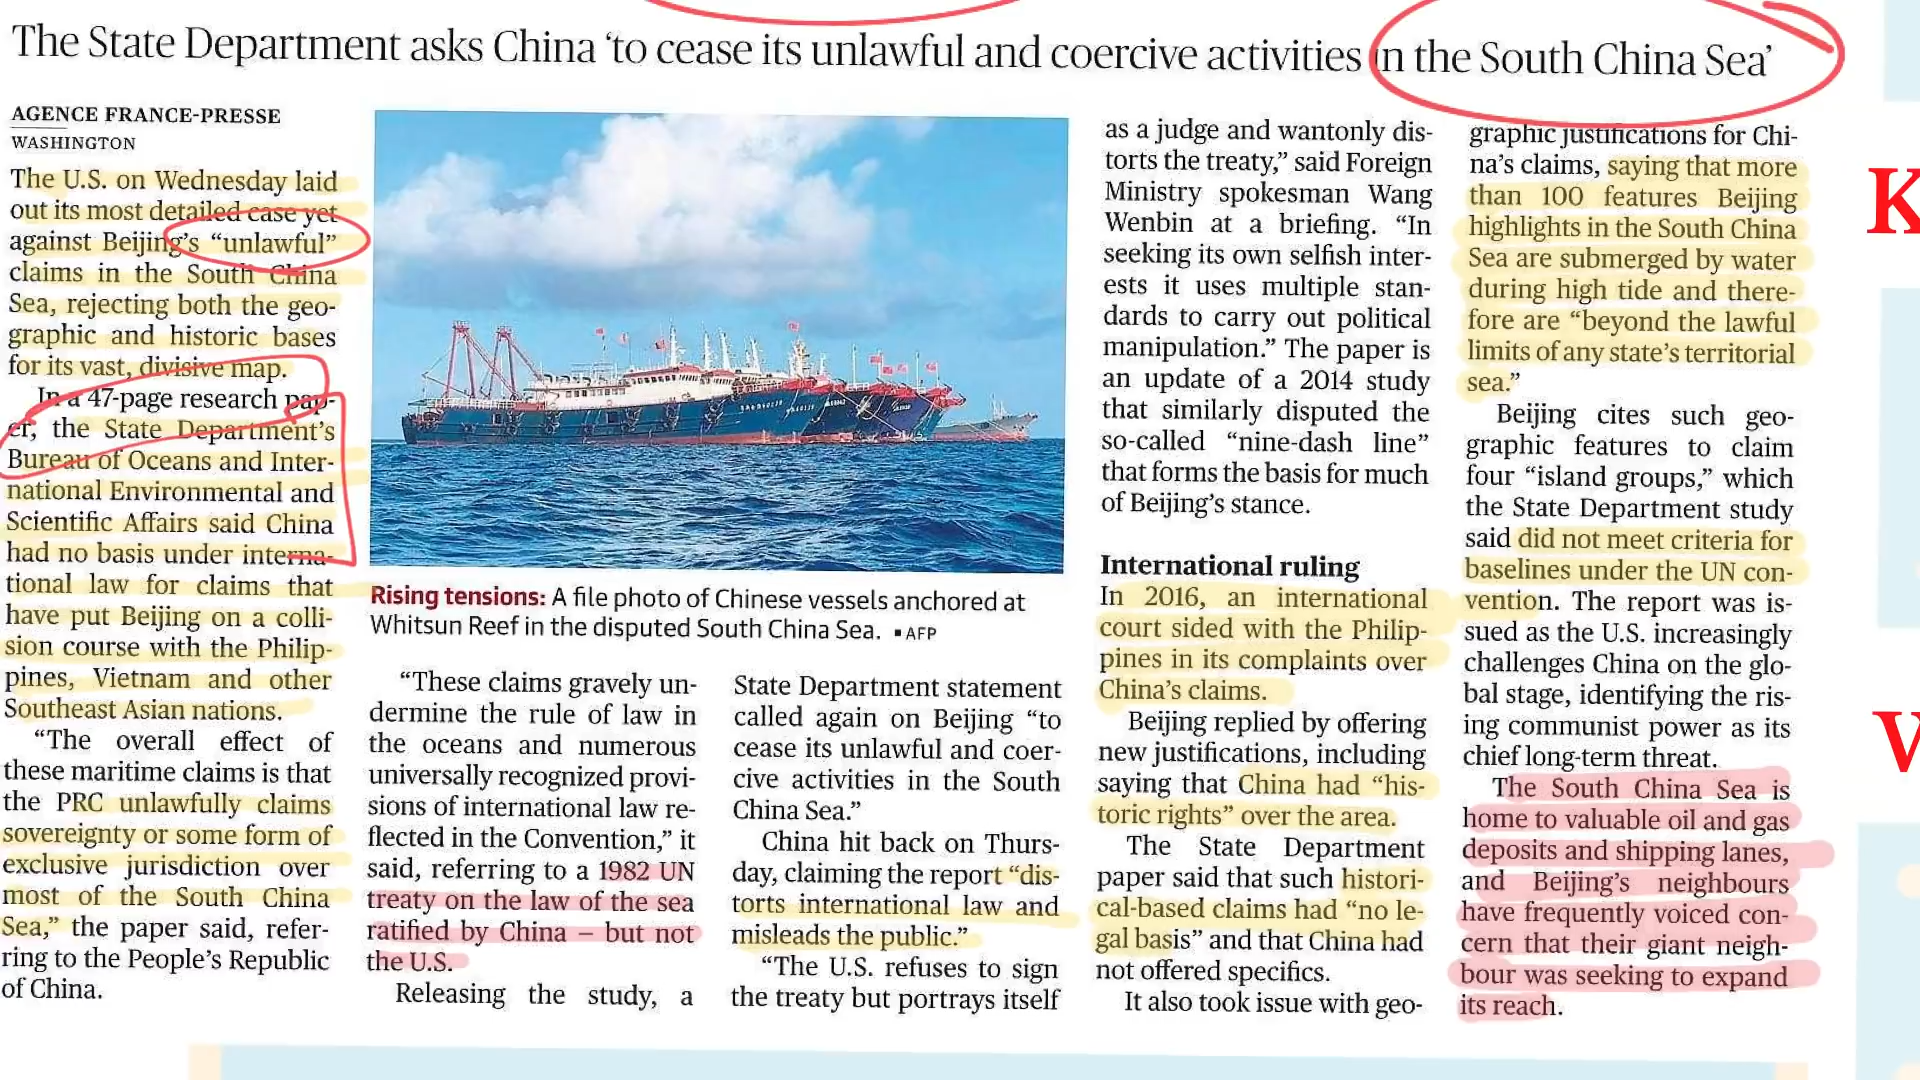 The State Department asks China ‘to cease its unlawful and coercive activities in the South China Sea’
AGENCE FRANCE-PRESSE
WASHINGTON
The U.S. on Wednesday laid
out its most detailed case yet
against Beijing’s “unlawful”
claims in the South China
Sea, rejecting both the geo-
graphic and historic bases
for its vast, divisive map.
In a 47-page research pap-
er, the State Department’s
Bureau of Oceans and Inter-
national Environmental and
Scientific Affairs said China
had no basis under interna-
tional law for claims that
have put Beijing on a colli-
sion course with the Philip-
pines, Vietnam and other
Southeast Asian nations.
“The overall effect of
these maritime claims is that
the PRC unlawfully claims
sovereignty or some form of
exclusive jurisdiction over
most of the South China
Sea,” the paper said, refer-
ring to the People’s Republic
of China.
Rising tensions: A file photo of Chinese vessels anchored at
Whitsun Reef in the disputed South China Sea. ▪ AFP
“These claims gravely un-
dermine the rule of law in
the oceans and numerous
universally recognized provi-
sions of international law re-
flected in the Convention,” it
said, referring to a 1982 UN
treaty on the law of the sea
ratified by China – but not
the U.S.
Releasing the study, a
State Department statement
called again on Beijing “to
cease its unlawful and coer-
cive activities in the South
China Sea.”
China hit back on Thurs-
day, claiming the report “dis-
torts international law and
misleads the public.”
“The U.S. refuses to sign
the treaty but portrays itself
as a judge and wantonly dis-
torts the treaty,” said Foreign
Ministry spokesman Wang
Wenbin at a briefing. “In
seeking its own selfish inter-
ests it uses multiple stan-
dards to carry out political
manipulation.” The paper is
an update of a 2014 study
that similarly disputed the
so-called “nine-dash line”
that forms the basis for much
of Beijing’s stance.
International ruling
In 2016, an international
court sided with the Philip-
pines in its complaints over
China’s claims.
Beijing replied by offering
new justifications, including
saying that China had “his-
toric rights” over the area.
The State Department
paper said that such histori-
cal-based claims had “no le-
gal basis” and that China had
not offered specifics.
It also took issue with geo-
graphic justifications for Chi-
na’s claims, saying that more
than 100 features Beijing
highlights in the South China
Sea are submerged by water
during high tide and there-
fore are “beyond the lawful
limits of any state’s territorial
sea.”
Beijing cites such geo-
graphic features to claim
four “island groups,” which
the State Department study
said did not meet criteria for
baselines under the UN con-
vention. The report was is-
sued as the U.S. increasingly
challenges China on the glo-
bal stage, identifying the ris-
ing communist power as its
chief long-term threat.
The South China Sea is
home to valuable oil and gas
deposits and shipping lanes,
and Beijing’s neighbours
have frequently voiced con-
cern that their giant neigh-
bour was seeking to expand
its reach.
K
V